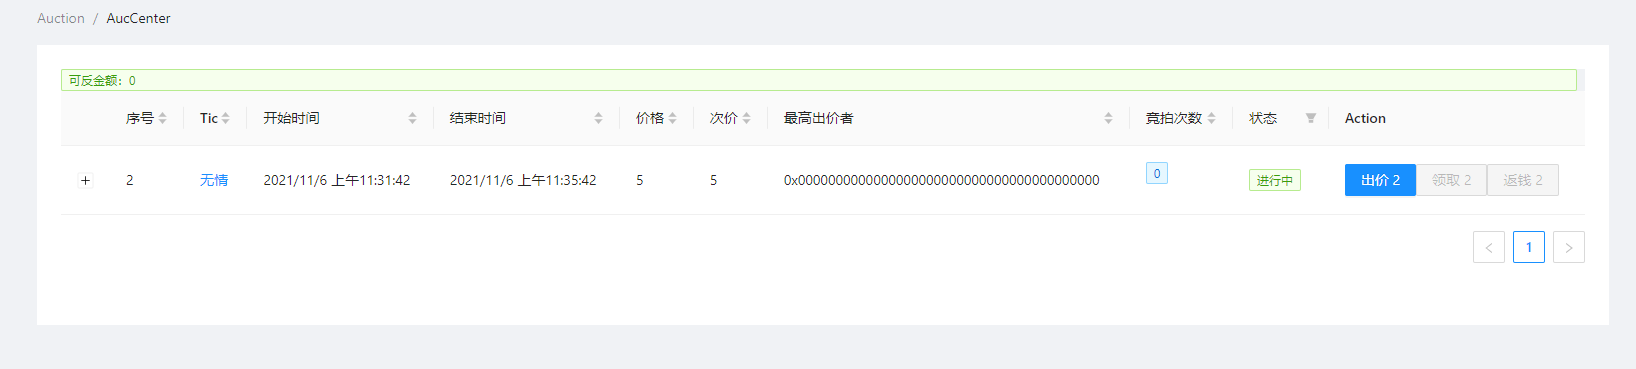 Auction / AucCenter
可反金额：0
序号 Tic 开始时间 结束时间 价格 次价 最高出价者 竞拍次数 状态 Action
2 无情 2021/11/6 上午11:31:42 2021/11/6 上午11:35:42 5 5 0x0000000000000000000000000000000000000000 0 进行中 出价 2 领取 2 返钱 2
1